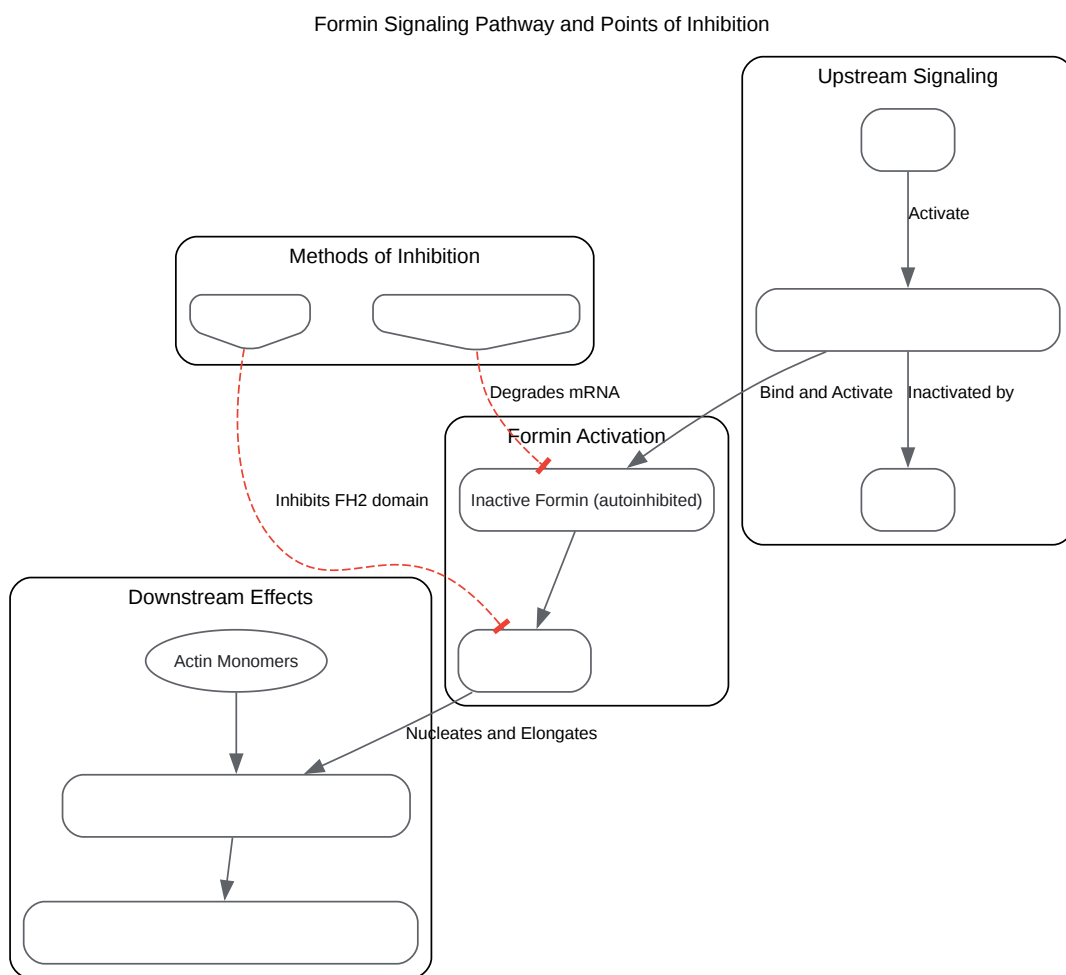 Formin Signaling Pathway and Points of Inhibition
Upstream Signaling
Activate
Methods of Inhibition
Degrades mRNA
Bind and Activate
Inactivated by
Formin Activation
Inactive Formin (autoinhibited)
Inhibits FH2 domain
Downstream Effects
Actin Monomers
Nucleates and Elongates